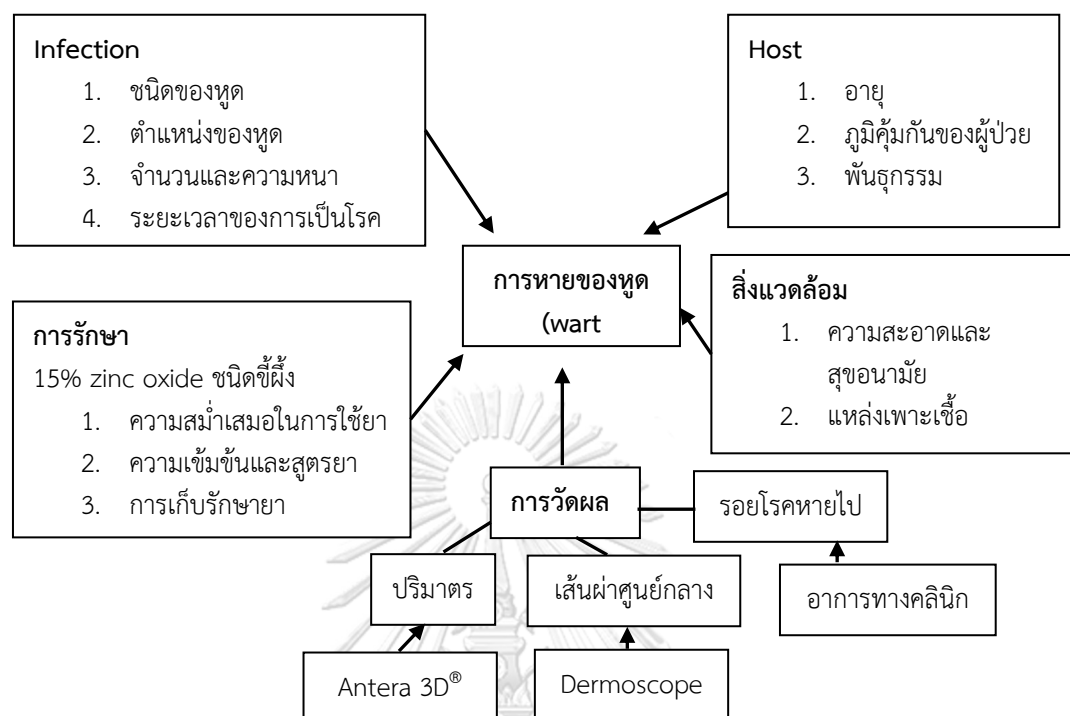 Infection
1. ชนิดของหูด
2. ตำแหน่งของหูด
3. จำนวนและความหนา
4. ระยะเวลาของการเป็นโรค
Host
1. อายุ
2. ภูมิคุ้มกันของผู้ป่วย
3. พันธุกรรม
การหายของหูด
(wart
สิ่งแวดล้อม
1. ความสะอาดและ
สุขอนามัย
2. แหล่งเพาะเชื้อ
การรักษา
15% zinc oxide ชนิดขี้ผึ้ง
1. ความสม่ำเสมอในการใช้ยา
2. ความเข้มข้นและสูตรยา
3. การเก็บรักษายา
การวัดผล
รอยโรคหายไป
ปริมาตร
เส้นผ่าศูนย์กลาง
อาการทางคลินิก
Antera 3D®
Dermoscope